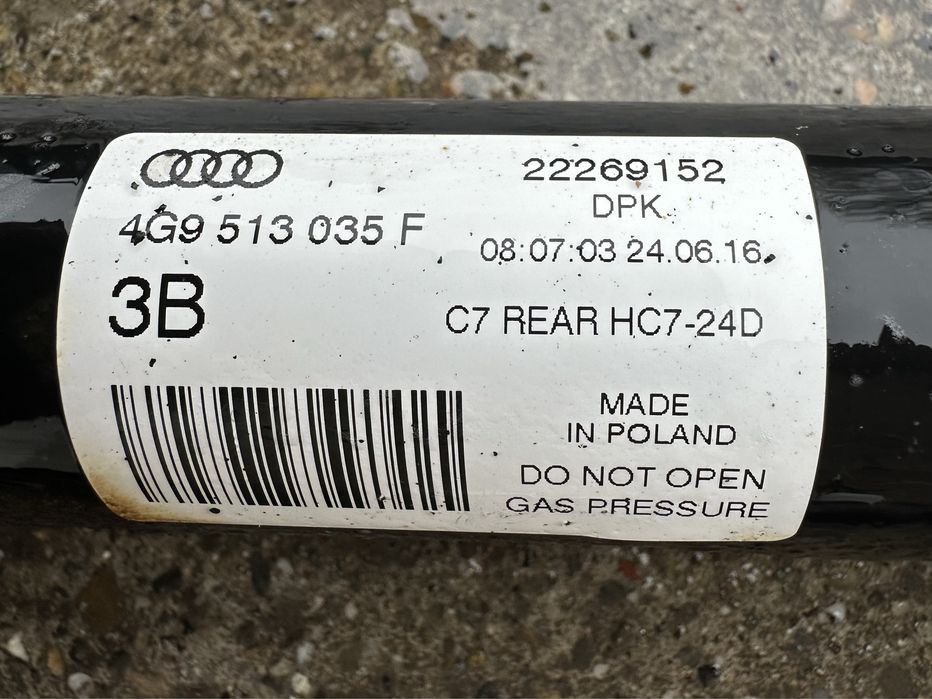 4G9 513 035 F
3B
22269152
DPK
08:07:03 24.06.16
C7 REAR HC7-24D
MADE
IN POLAND
DO NOT OPEN
GAS PRESSURE